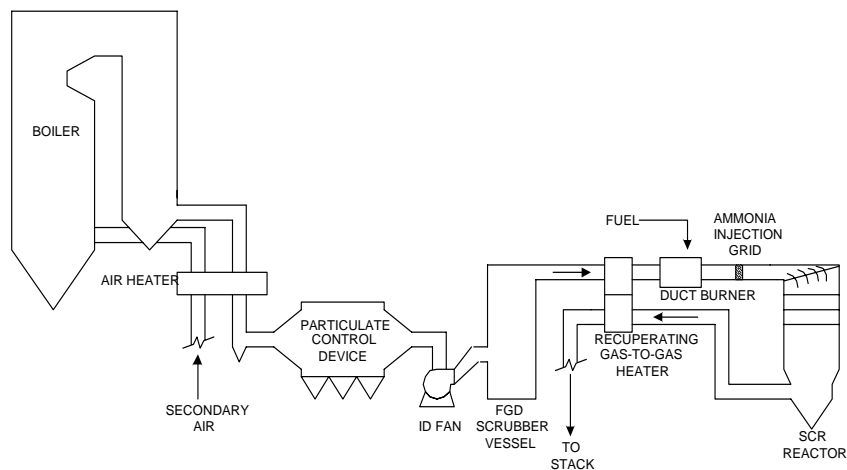 BOILER
AIR HEATER
SECONDARY
AIR
PARTICULATE
CONTROL
DEVICE
ID FAN
FGD
SCRUBBER
VESSEL
TO
STACK
FUEL
DUCT BURNER
AMMONIA
INJECTION
GRID
RECUPERATING
GAS-TO-GAS
HEATER
SCR
REACTOR